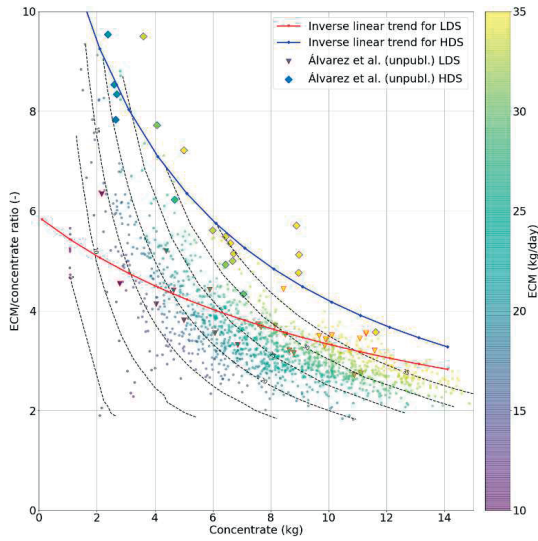 Inverse linear trend for LDS
Inverse linear trend for HDS
Álvarez et al. (unpubl.) LDS
Álvarez et al. (unpubl.) HDS
ECM/concentrate ratio (-)
10
8
6
4
2
0
0 2 4 6 8 10 12 14
Concentrate (kg)
35
30
25
20
15
10
ECM (kg/day)